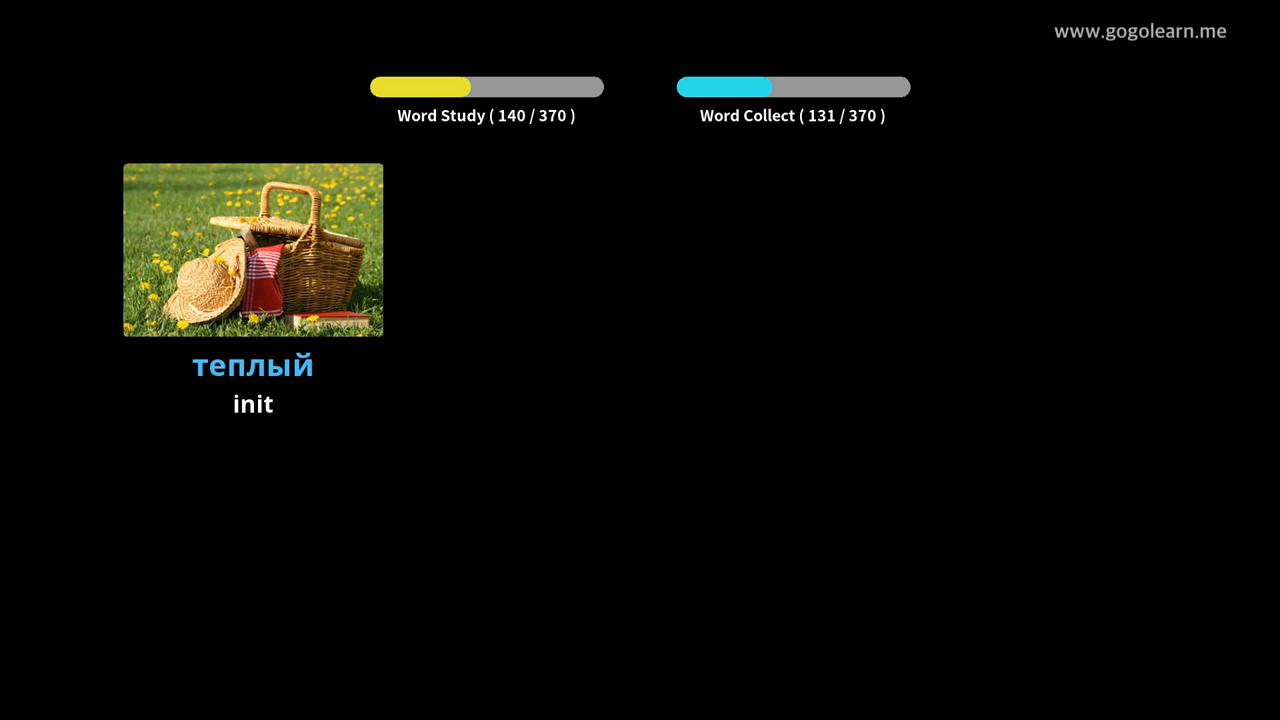 www.gogolearn.me
Word Study ( 140 / 370 )
Word Collect ( 131 / 370 )
теплый
init